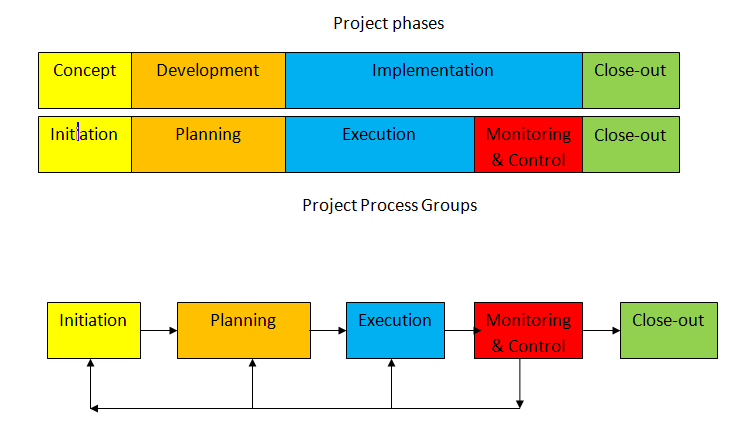 Project phases
Concept Development Implementation Close-out
Initiation Planning Execution Monitoring Close-out
& Control
Project Process Groups
Initiation Planning Execution Monitoring Close-out
& Control